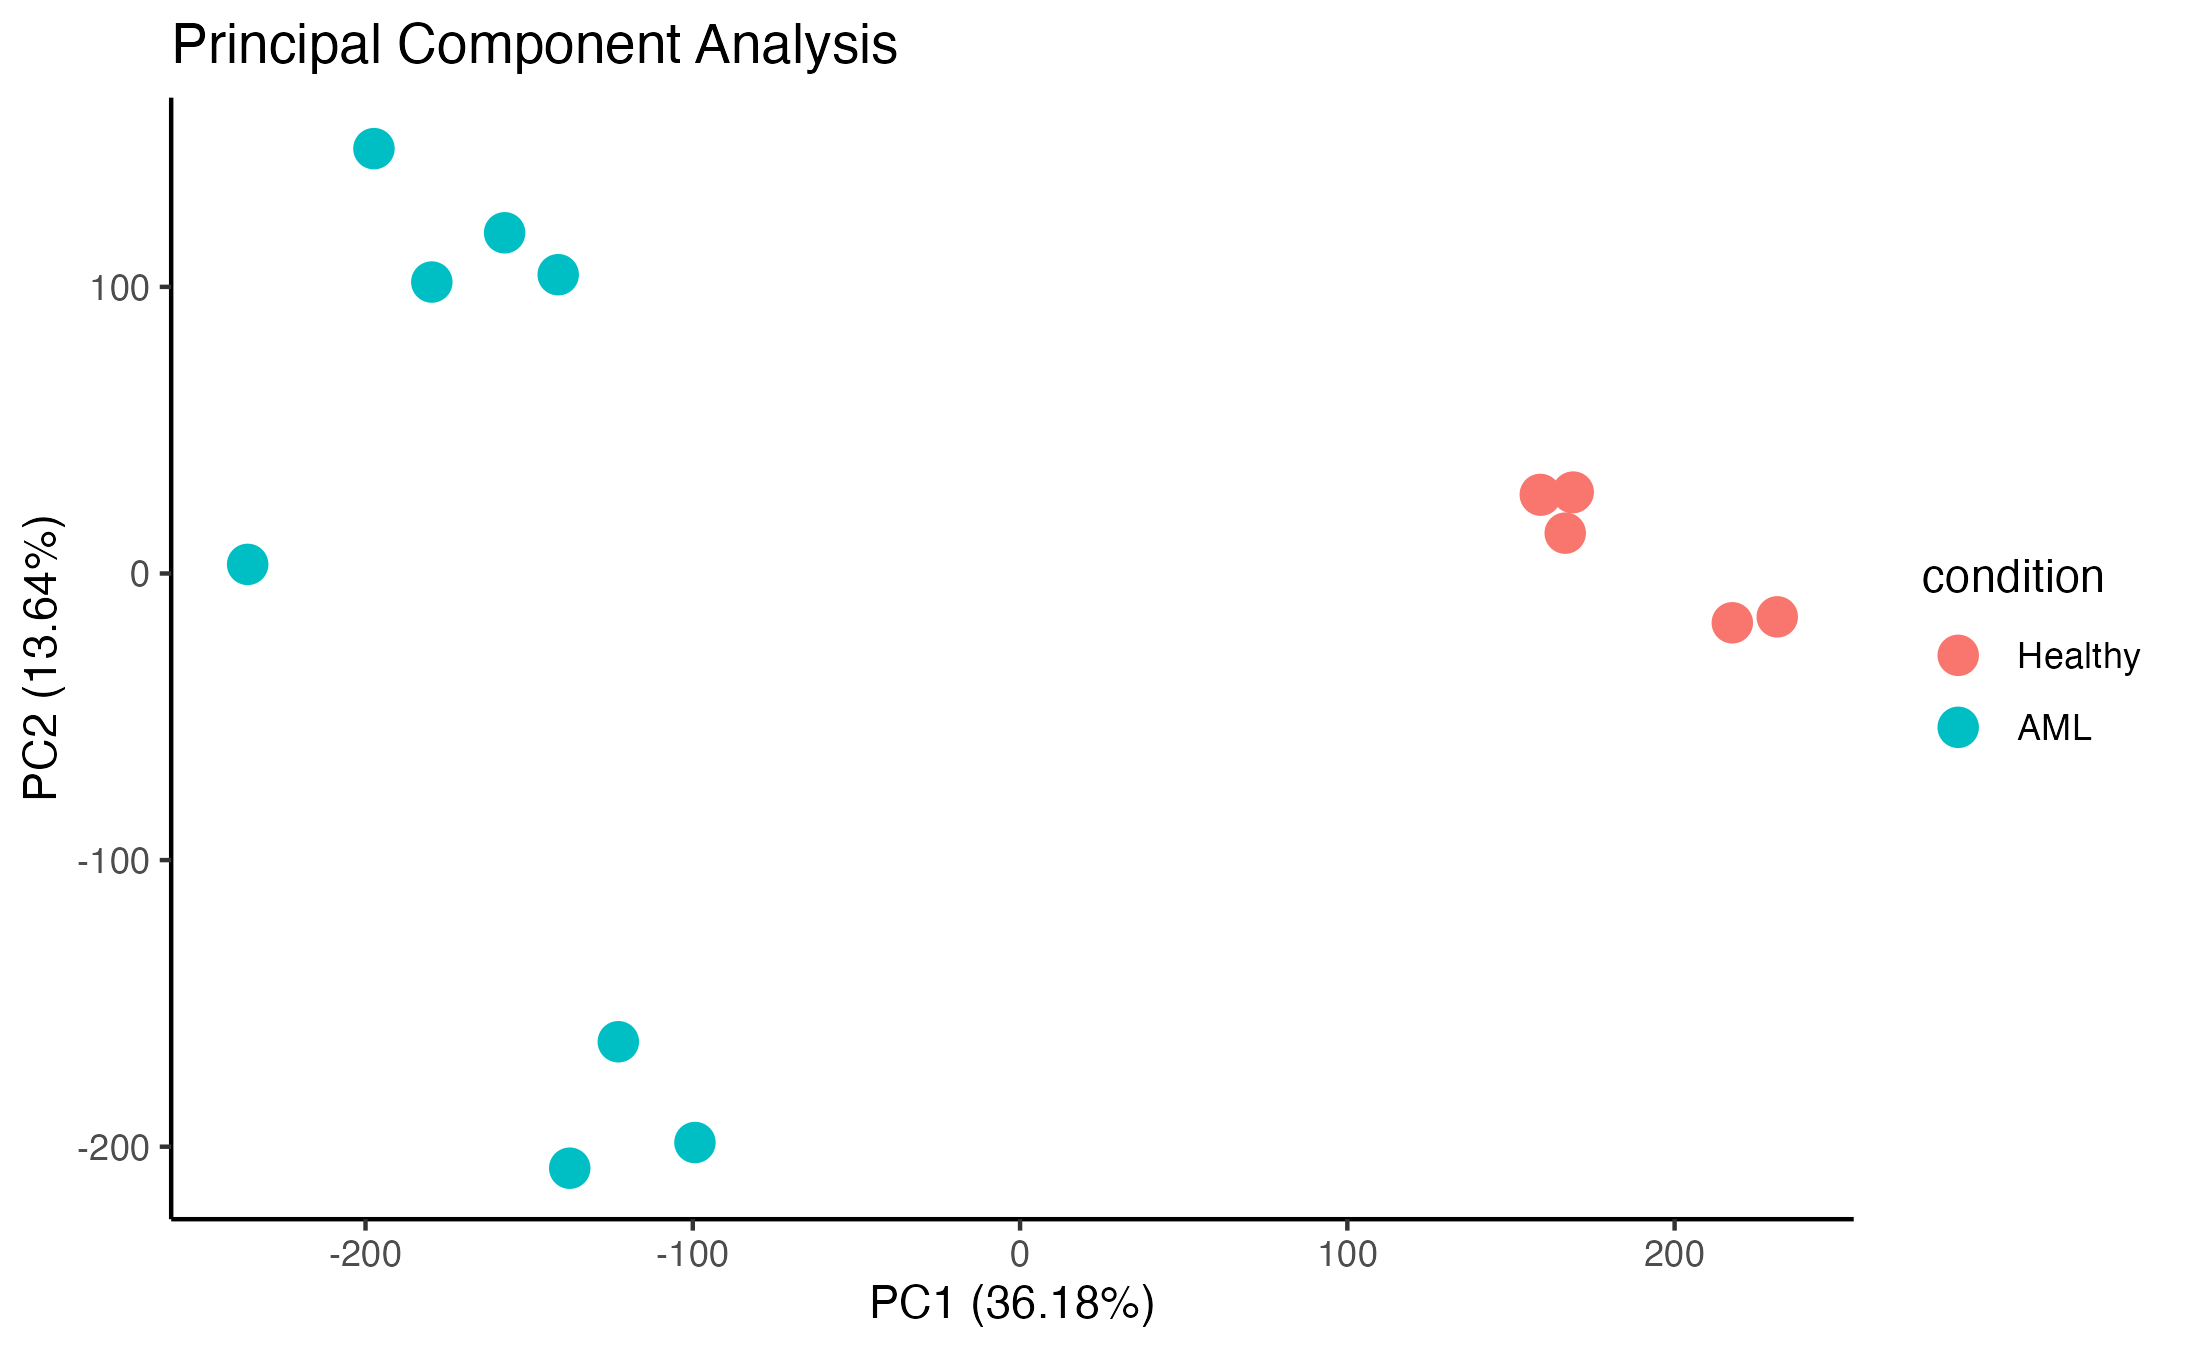 Principal Component Analysis
100
0
-100
-200
PC2 (13.64%)
-200
-100
0
100
200
PC1 (36.18%)
condition
Healthy
AML